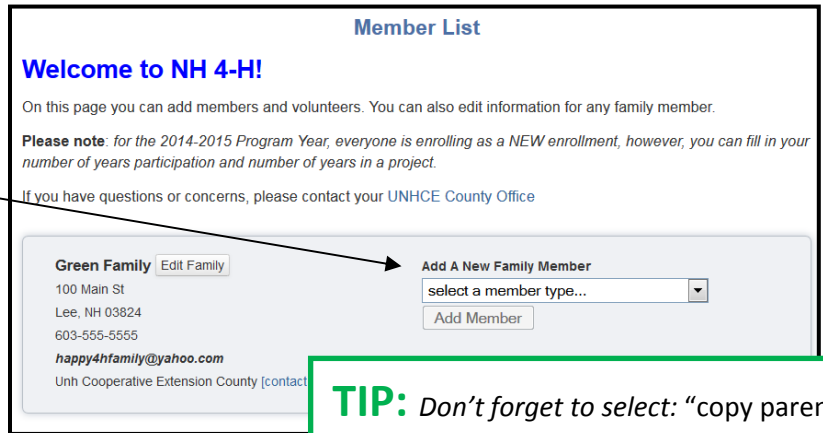 Member List
Welcome to NH 4-H!
On this page you can add members and volunteers. You can also edit information for any family member.
Please note: for the 2014-2015 Program Year, everyone is enrolling as a NEW enrollment, however, you can fill in your
number of years participation and number of years in a project.
If you have questions or concerns, please contact your UNHCE County Office
Green Family Edit Family
100 Main St
Lee, NH 03824
603-555-5555
happy4hfamily@yahoo.com
Unh Cooperative Extension County [contact
Add A New Family Member
select a member type...
Add Member
TIP: Don't forget to select: "copy paren